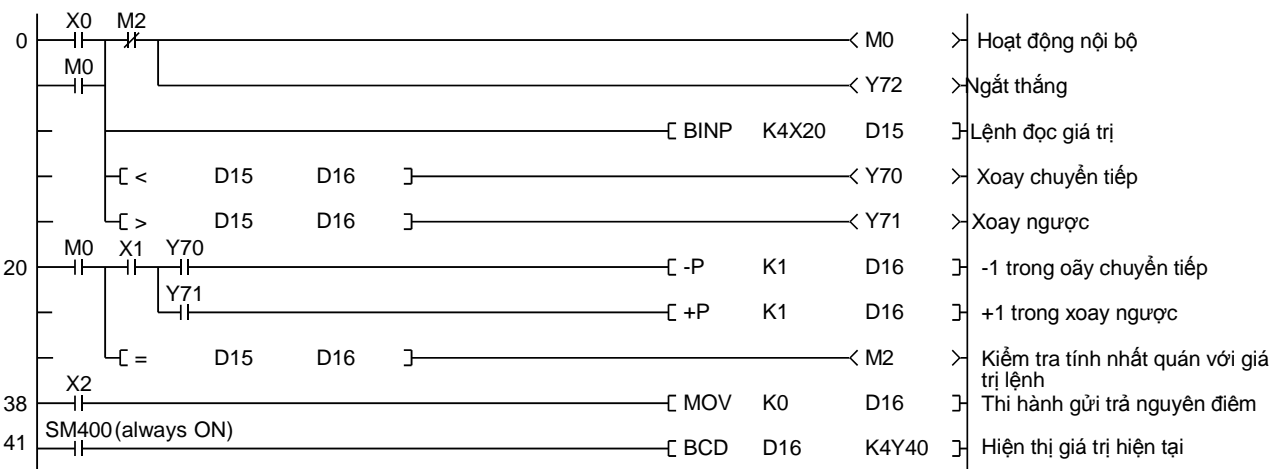 X0 M2
0 M0 Hoạt động nội bộ
M0
Y72 Ngắt thắng
BINP K4X20 D15 Lệnh đọc giá trị
< D15 D16 Y70 Xoay chuyển tiếp
> D15 D16 Y71 Xoay ngược
M0 X1 Y70
20 -P K1 D16 -1 trong oãy chuyển tiếp
Y71
+P K1 D16 +1 trong xoay ngược
= D15 D16 M2 Kiểm tra tính nhất quán với giá
trị lệnh
X2
38 MOV K0 D16 Thi hành gửi trả nguyên điêm
SM400(always ON)
41 BCD D16 K4Y40 Hiện thị giá trị hiện tại